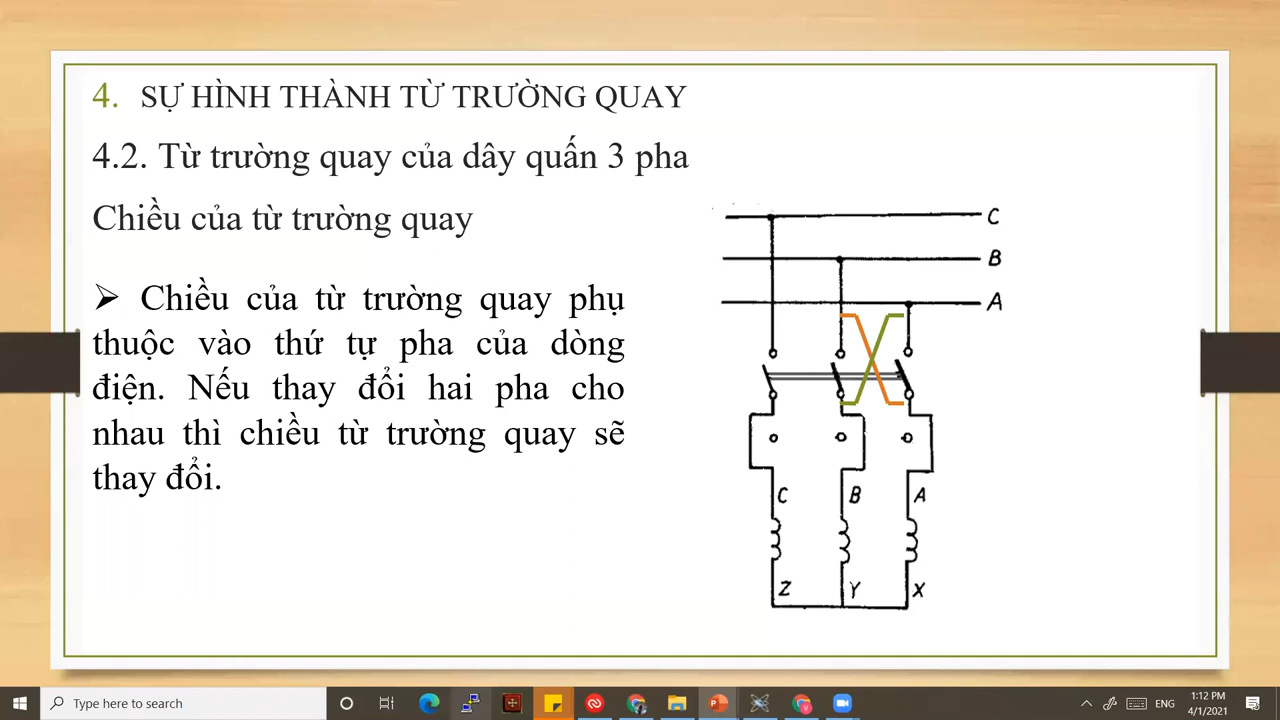 4. SỰ HÌNH THÀNH TỪ TRƯỜNG QUAY
4.2. Từ trường quay của dây quấn 3 pha
Chiều của từ trường quay
➢ Chiều của từ trường quay phụ
thuộc vào thứ tự pha của dòng
điện. Nếu thay đổi hai pha cho
nhau thì chiều từ trường quay sẽ
thay đổi.
C
B
A
C B A
Z Y X
Type here to search
ENG
1:12 PM
4/1/2021